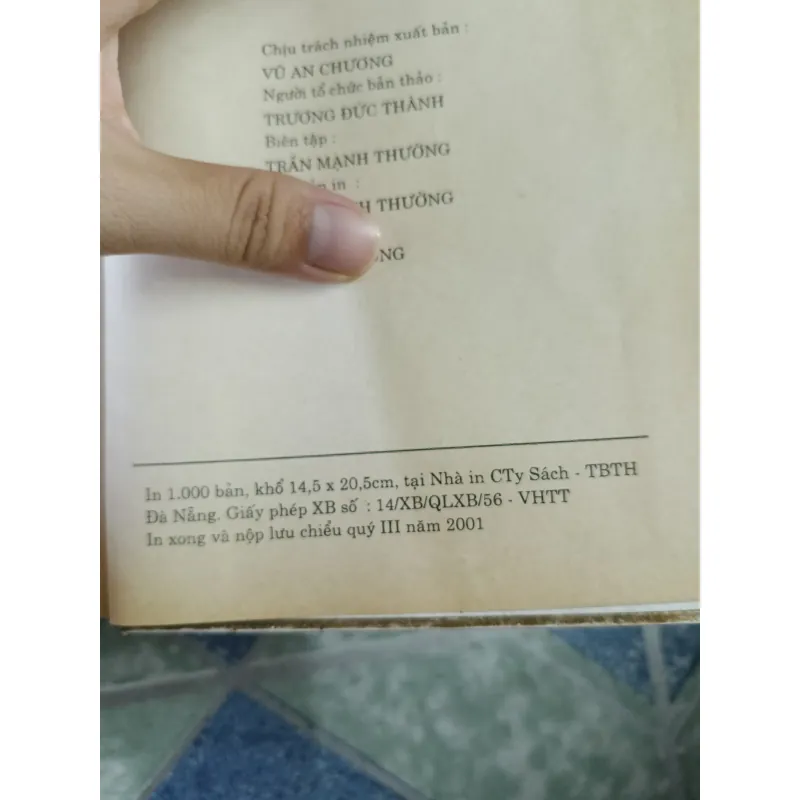 Chịu trách nhiệm xuất bản :
VŨ AN CHƯƠNG
Người tổ chức bản thảo :
TRƯƠNG ĐỨC THÀNH
Biên tập :
TRẦN MẠNH THƯỜNG
in :
THƯỜNG
In 1.000 bản, khổ 14,5 x 20,5cm, tại Nhà in CTy Sách - TBTH
Đà Nẵng. Giấy phép XB số : 14/XB/QLXB/56 - VHTT
In xong và nộp lưu chiểu quý III năm 2001